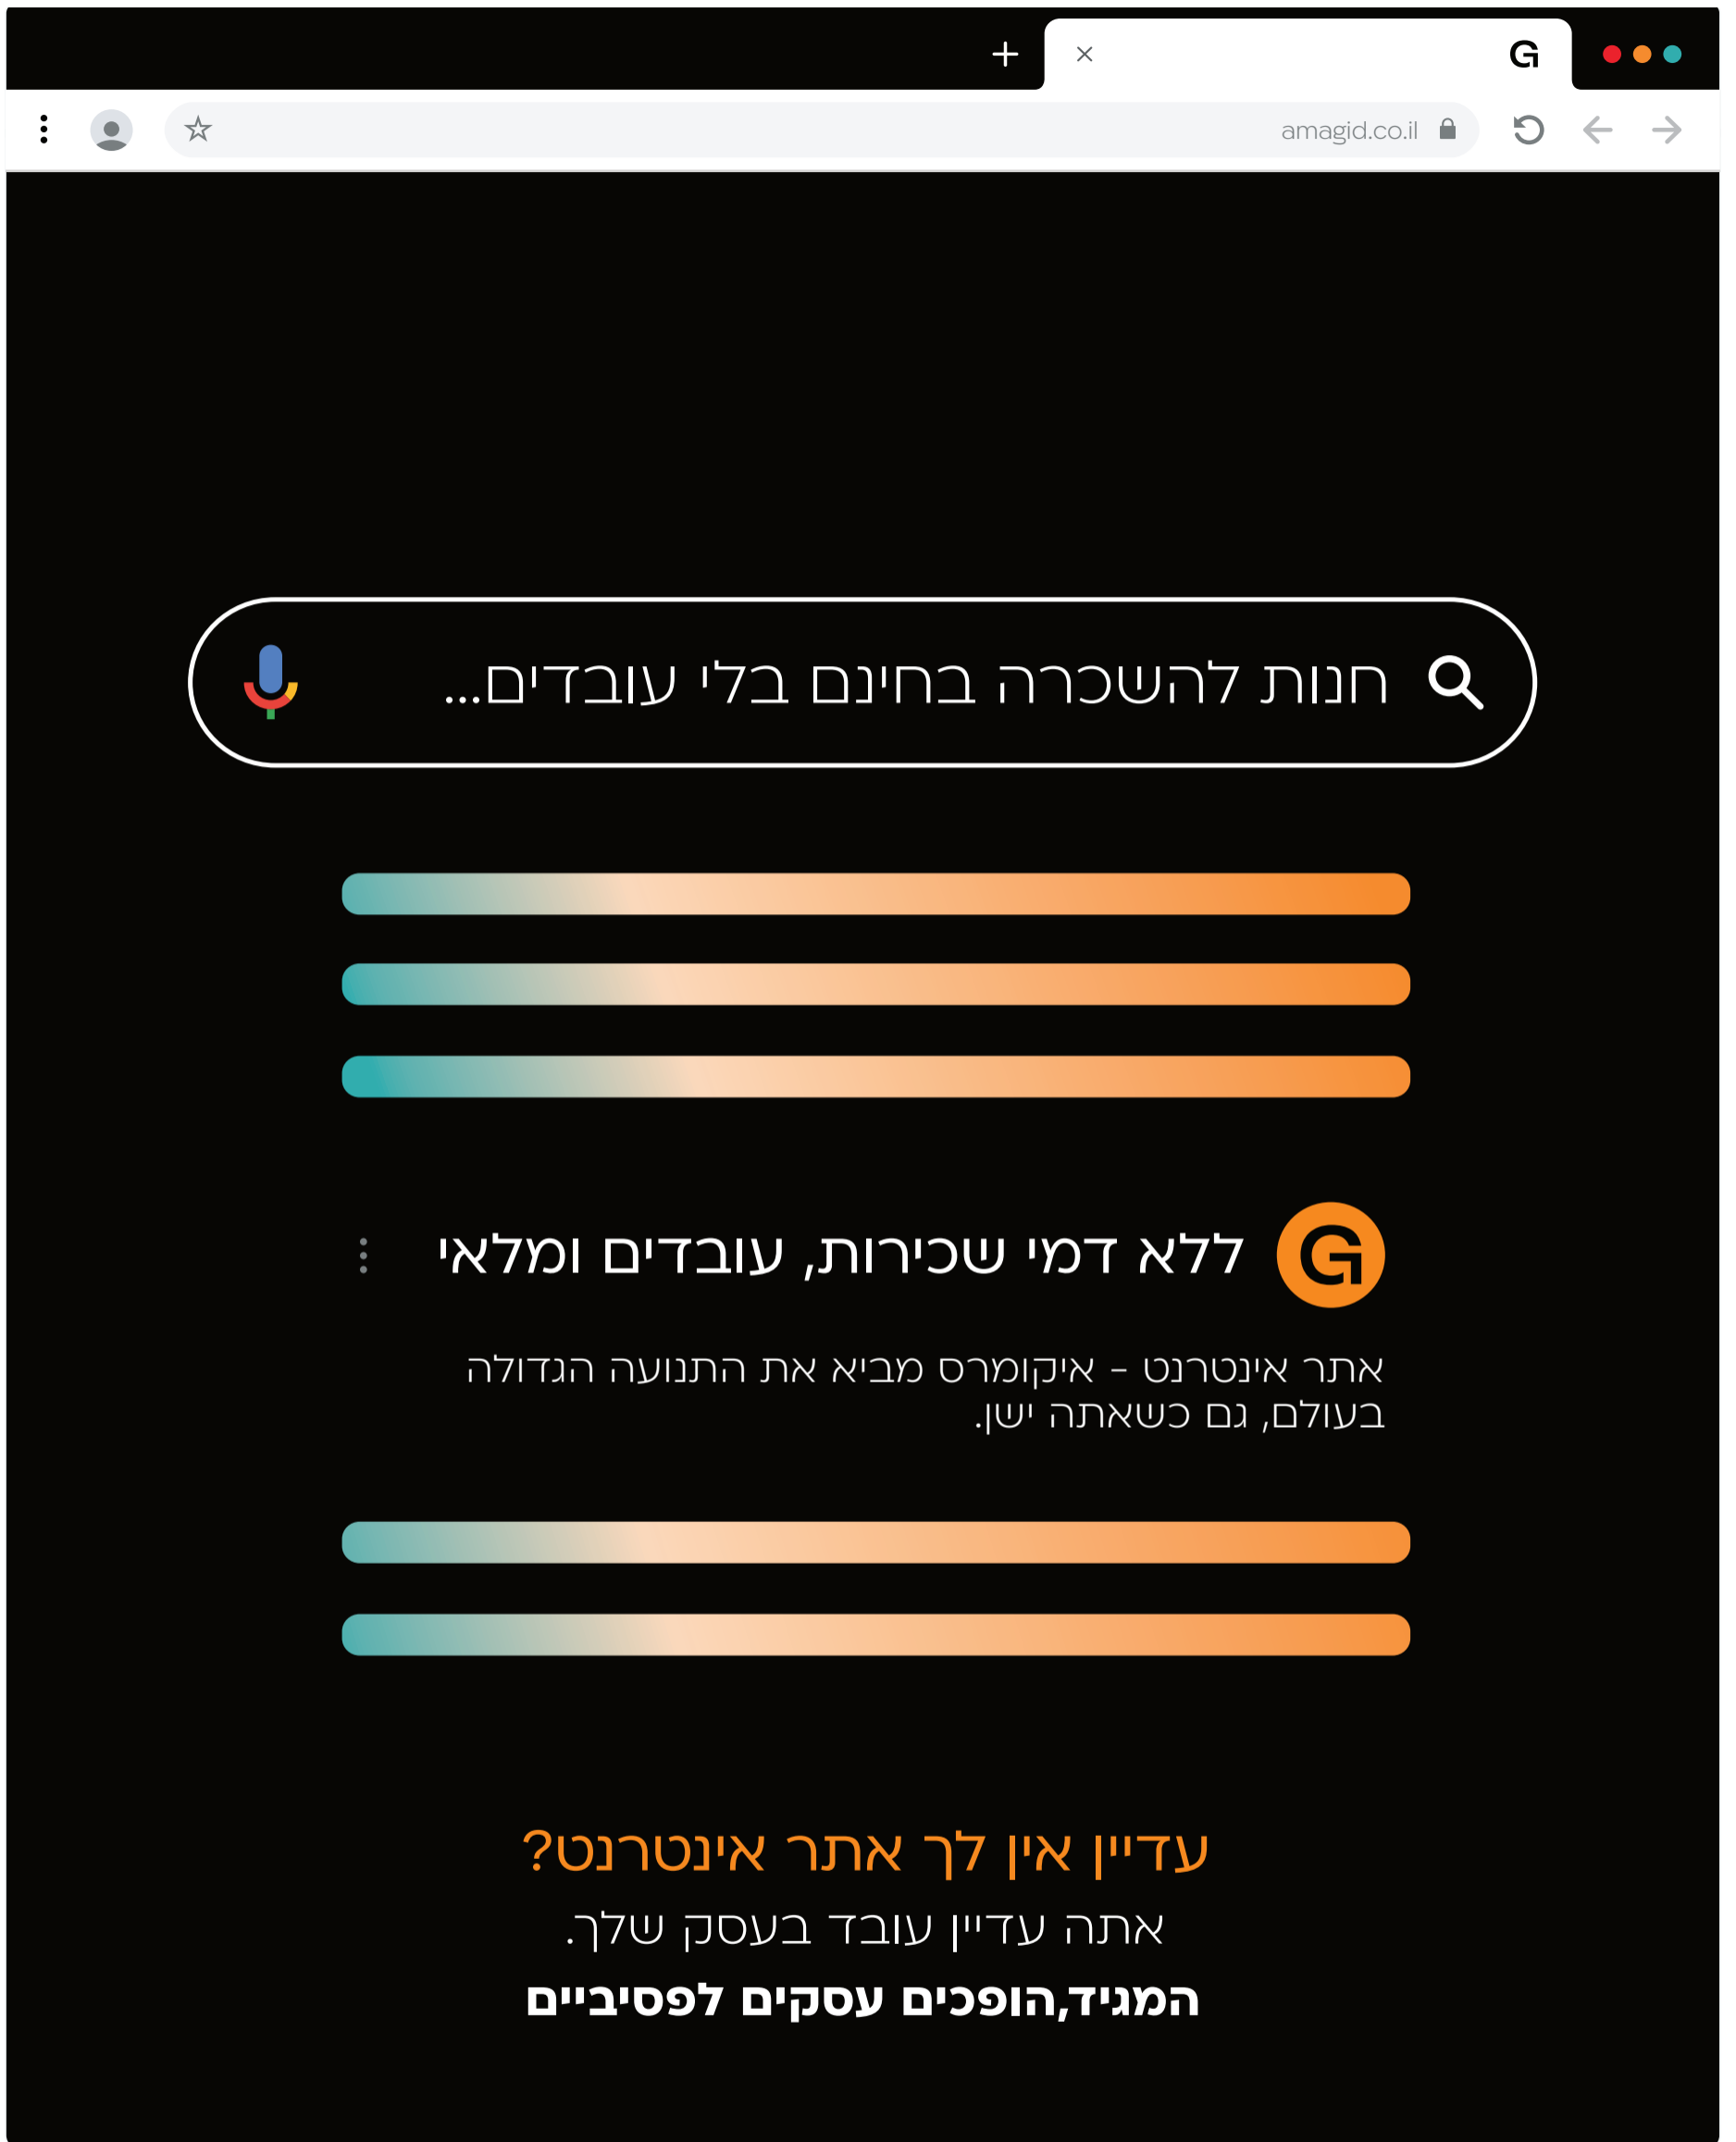 G
amagid.co.il
חנות להשכרה בחינם בלי עובדים...
G
ללא דמי שכירות, עובדים ומלאי
אתר אינטרנט - איקומרס מביא את התנועה הגדולה
בעולם, גם כשאתה ישן.
עדיין אין לך אתר אינטרנט?
אתה עדיין עובד בעסק שלך.
המגיד,הופכים עסקים לפסיביים